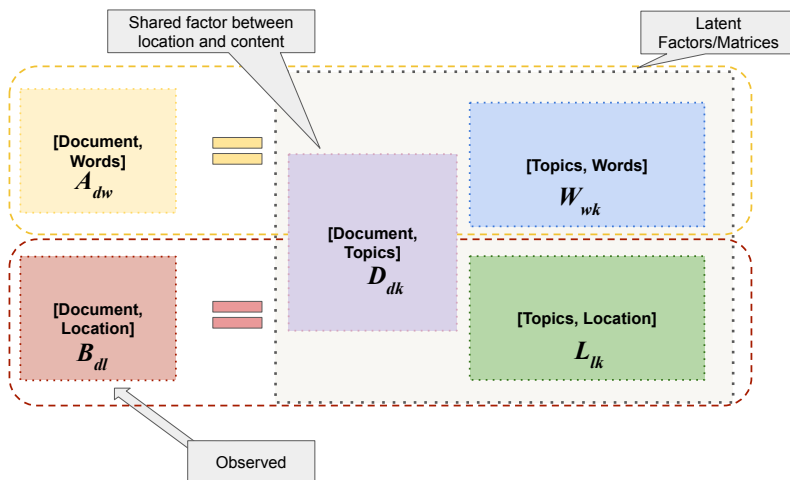 Shared factor between
location and content
Latent
Factors/Matrices
[Document,
Words]
A_dw
[Topics, Words]
W_wk
[Document,
Topics]
D_dk
[Document,
Location]
B_dl
[Topics, Location]
L_lk
Observed